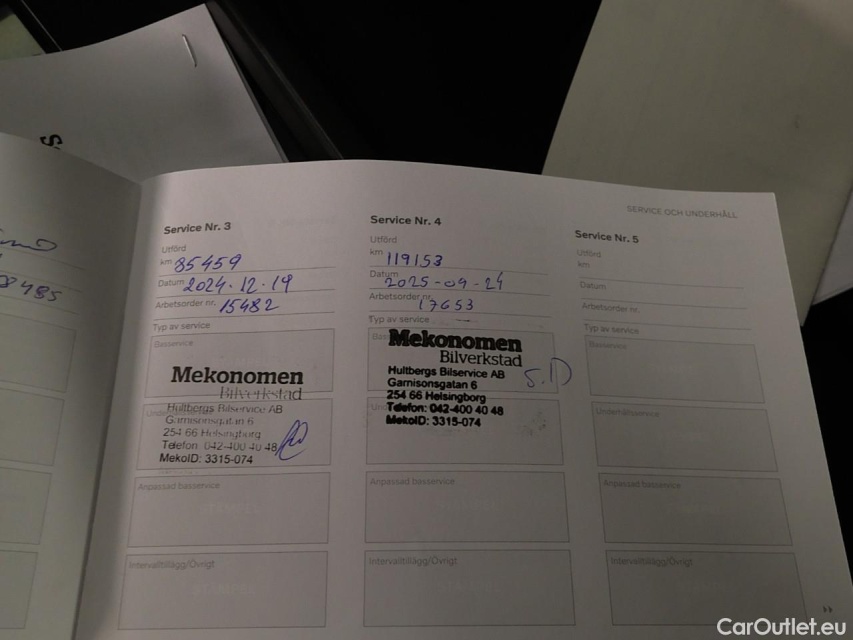 SERVICE OCH UNDERHÅLL
Service Nr. 3
Utförd
km 85459
Datum 2024-12-19
Arbetsorder nr. 15482
Typ av service
Basservice
Mekonomen
Bilverkstad
Hultbergs Bilservice AB
Garnisonsgatan 6
254 66 Helsingborg
Telefon: 042-400 40 48
MekoID: 3315-074
Anpassad basservice
Intervalltillägg/Övrigt
Service Nr. 4
Utförd
km 119153
Datum 2025-09-24
Arbetsorder nr. 17653
Typ av service
Mekonomen
Bilverkstad
Hultbergs Bilservice AB
Garnisonsgatan 6
254 66 Helsingborg
Telefon: 042-400 40 48
MekoID: 3315-074
S.D
Anpassad basservice
Intervalltillägg/Övrigt
Service Nr. 5
Utförd
km
Datum
Arbetsorder nr.
Typ av service
Basservice
Underhållsservice
Anpassad basservice
Intervalltillägg/Övrigt
CarOutlet.eu